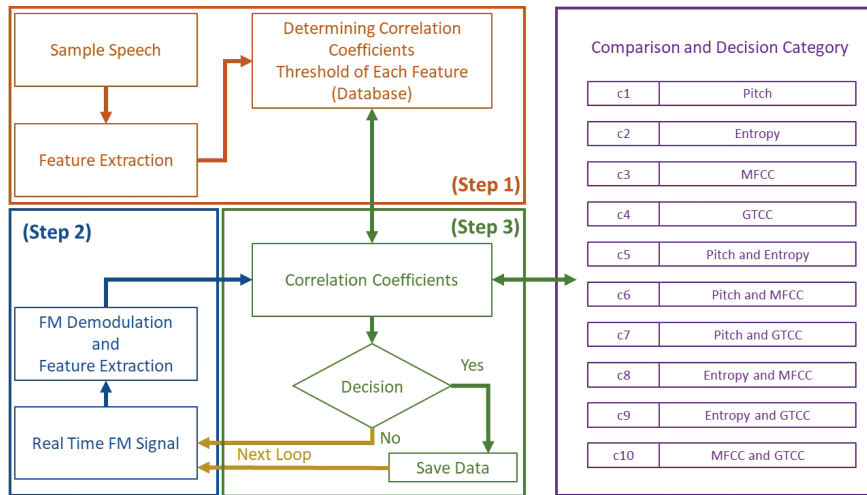 Sample Speech
Determining Correlation
Coefficients
Threshold of Each Feature
(Database)
Feature Extraction
(Step 1)
(Step 2)
FM Demodulation
and
Feature Extraction
Real Time FM Signal
(Step 3)
Correlation Coefficients
Decision
Yes
No
Next Loop
Save Data
Comparison and Decision Category
c1 Pitch
c2 Entropy
c3 MFCC
c4 GTCC
c5 Pitch and Entropy
c6 Pitch and MFCC
c7 Pitch and GTCC
c8 Entropy and MFCC
c9 Entropy and GTCC
c10 MFCC and GTCC